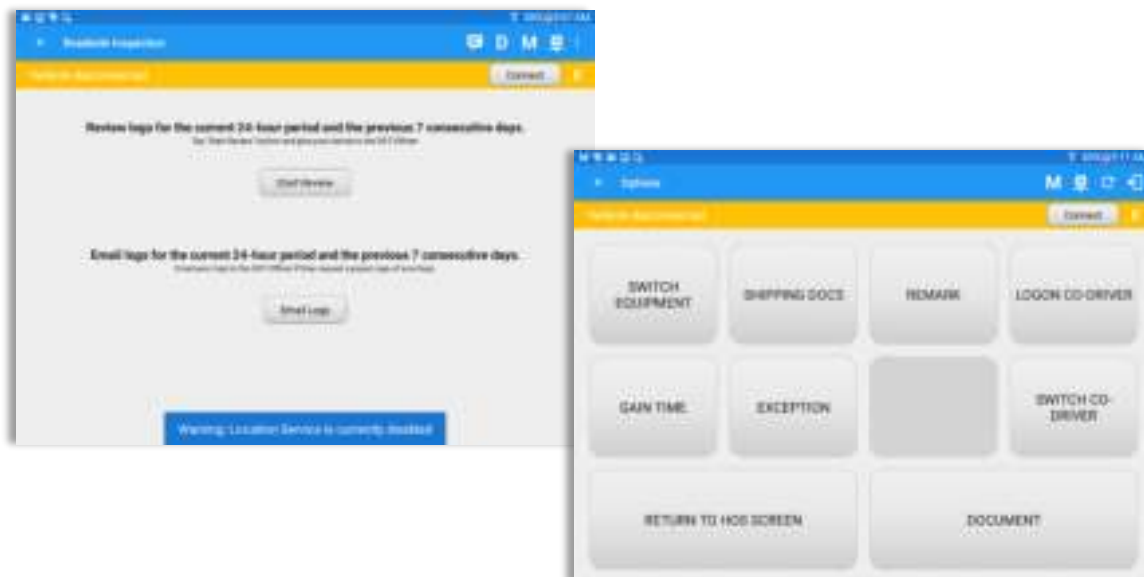 Roadside Inspection
D M
Vehicle disconnected
Connect
Review logs for the current 24-hour period and the previous 7 consecutive days.
Start Review
Email logs for the current 24-hour period and the previous 7 consecutive days.
Email Logs
Warning: Location Service is currently disabled
Options
M
Vehicle disconnected
Connect
SWITCH EQUIPMENT
SHIPPING DOCS
REMARK
LOGON CO-DRIVER
GAIN TIME
EXCEPTION
SWITCH CO-
DRIVER
RETURN TO HOS SCREEN
DOCUMENT